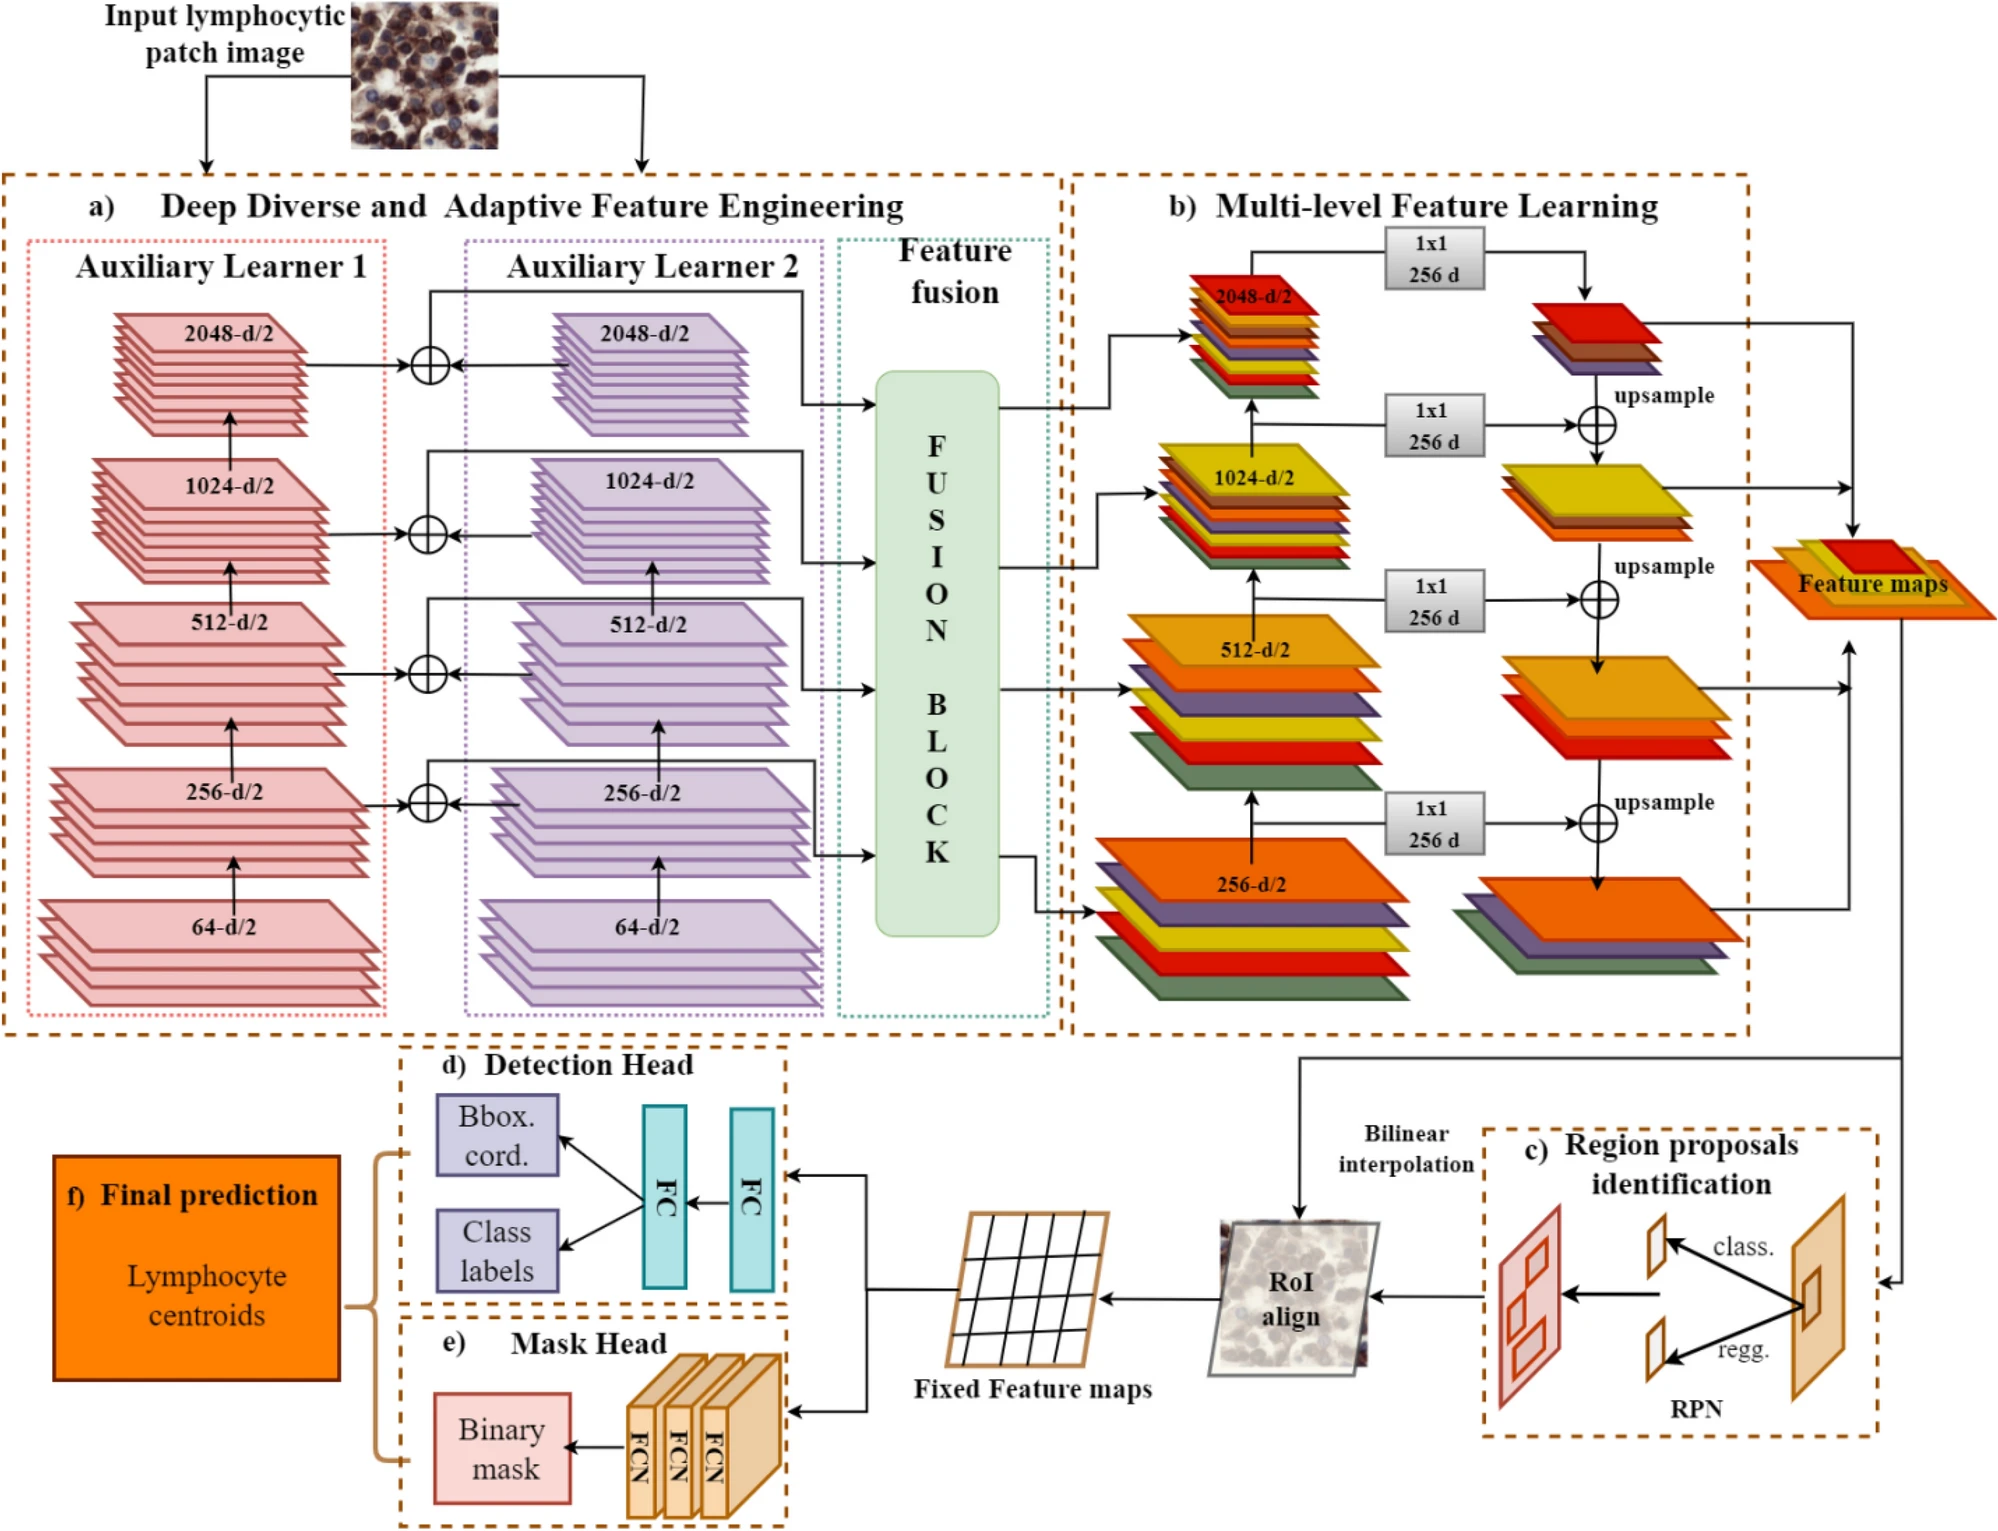 Input lymphocytic
patch image
a) Deep Diverse and Adaptive Feature Engineering
Auxiliary Learner 1
2048-d/2
1024-d/2
512-d/2
256-d/2
64-d/2
Auxiliary Learner 2
2048-d/2
1024-d/2
512-d/2
256-d/2
64-d/2
Feature
fusion
FUSION
BLOCK
b) Multi-level Feature Learning
2048-d/2
1024-d/2
512-d/2
256-d/2
1x1
256 d
1x1
256 d
1x1
256 d
1x1
256 d
upsample
upsample
upsample
Feature maps
c) Region proposals
identification
class.
regg.
RPN
Bilinear
interpolation
RoI
align
Fixed Feature maps
d) Detection Head
Bbox.
cord.
Class
labels
FC
FC
e) Mask Head
Binary
mask
FCN
FCN
FCN
f) Final prediction
Lymphocyte
centroids